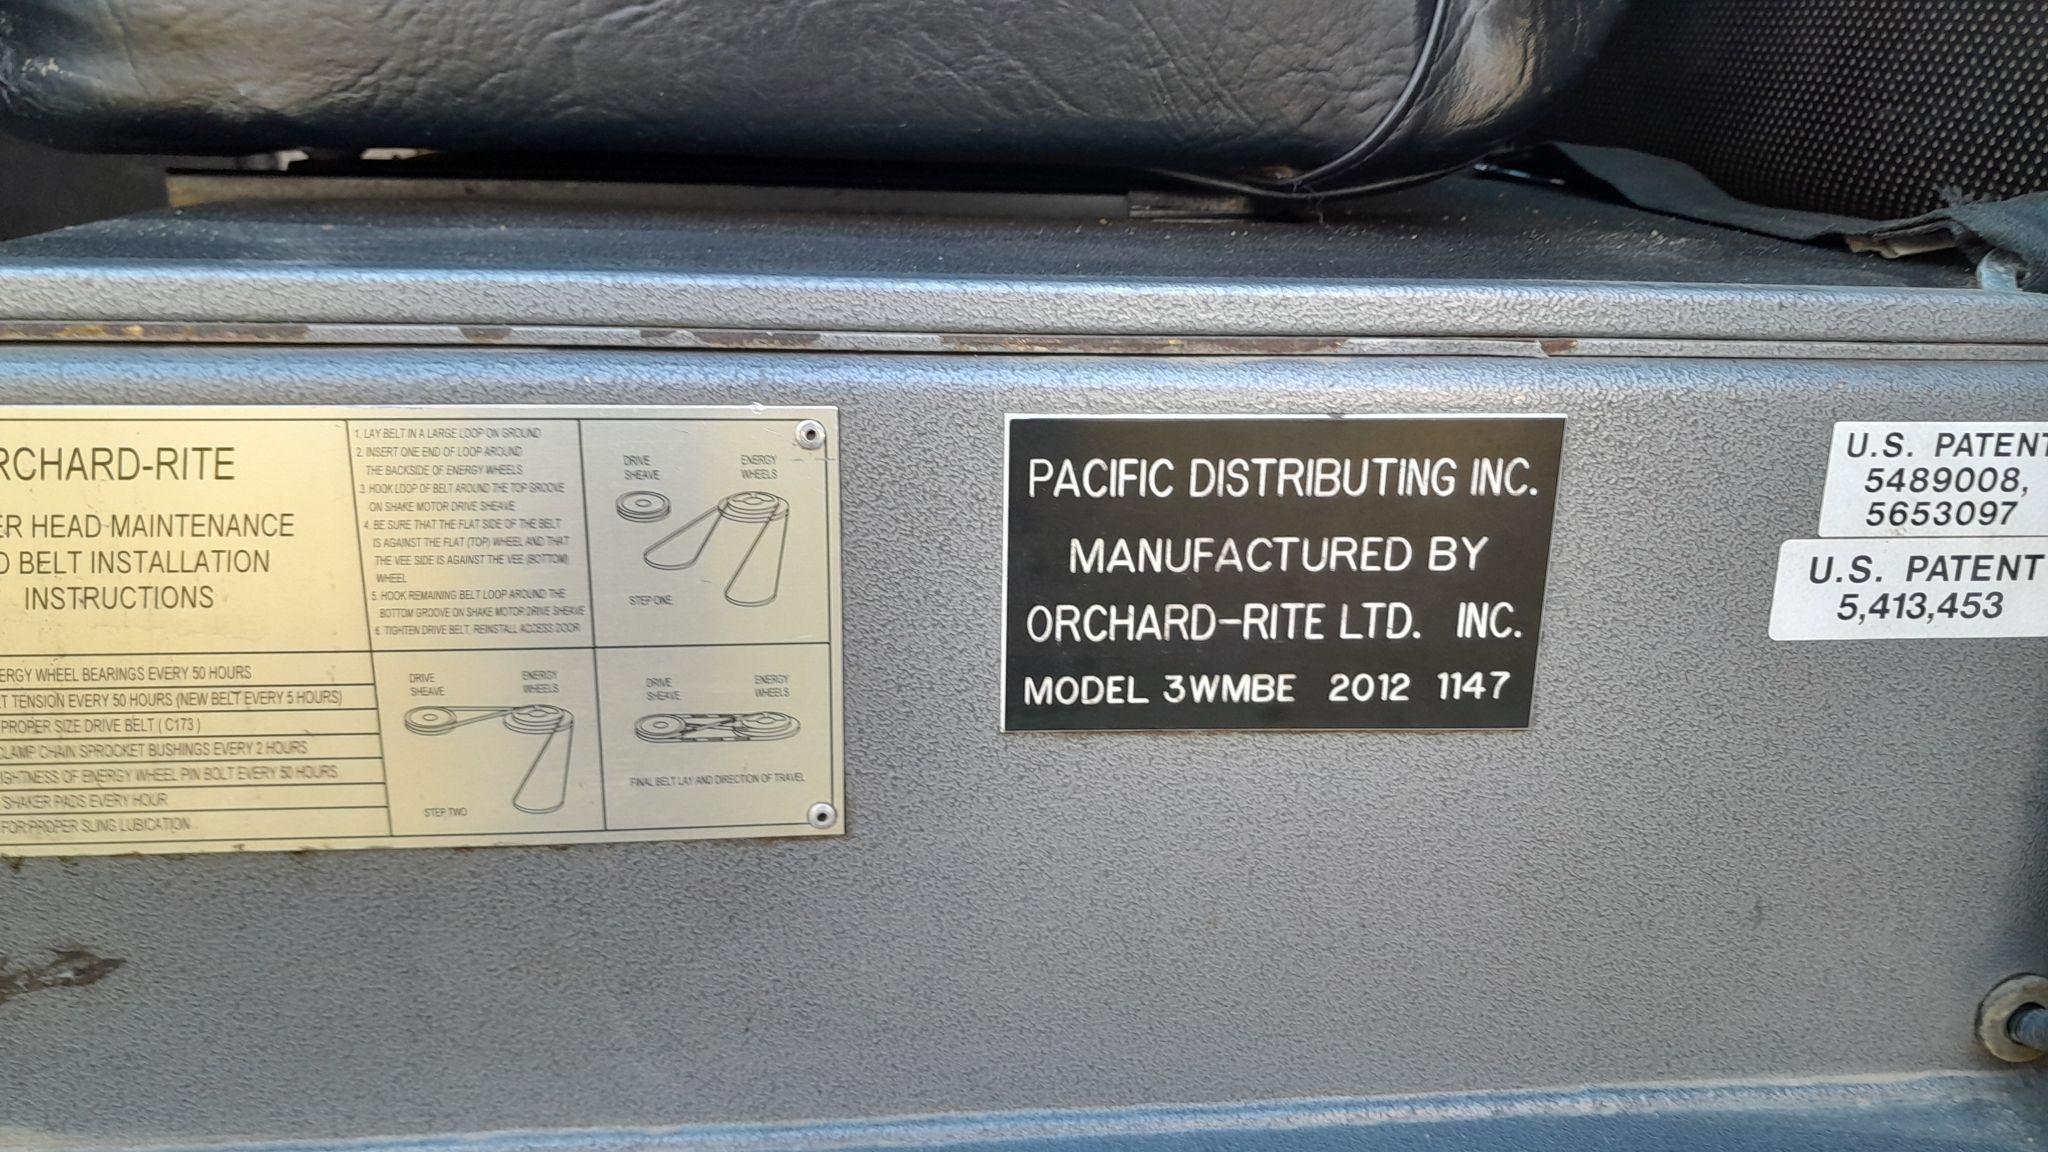 RCHARD-RITE
ER HEAD MAINTENANCE
D BELT INSTALLATION
INSTRUCTIONS
1. LAY BELT IN A LARGE LOOP ON GROUND
2. INSERT ONE END OF LOOP AROUND
THE BACKSIDE OF ENERGY WHEELS
3. HOOK LOOP OF BELT AROUND THE TOP GROOVE
ON SHAKE MOTOR DRIVE SHEAVE
4. BE SURE THAT THE FLAT SIDE OF THE BELT
IS AGAINST THE FLAT (TOP) WHEEL AND THAT
THE VEE SIDE IS AGAINST THE VEE (BOTTOM)
WHEEL
5. HOOK REMAINING BELT LOOP AROUND THE
BOTTOM GROOVE ON SHAKE MOTOR DRIVE SHEAVE
6. TIGHTEN DRIVE BELT, REINSTALL ACCESS DOOR
DRIVE
SHEAVE
ENERGY
WHEELS
STEP ONE
ERGY WHEEL BEARINGS EVERY 50 HOURS
LT TENSION EVERY 50 HOURS (NEW BELT EVERY 5 HOURS)
PROPER SIZE DRIVE BELT ( C173 )
CLAMP CHAIN SPROCKET BUSHINGS EVERY 2 HOURS
IGHTNESS OF ENERGY WHEEL PIN BOLT EVERY 50 HOURS
SHAKER PADS EVERY HOUR
FOR PROPER SLING LUBICATION
DRIVE
SHEAVE
ENERGY
WHEELS
STEP TWO
DRIVE
SHEAVE
ENERGY
WHEELS
FINAL BELT LAY AND DIRECTION OF TRAVEL
PACIFIC DISTRIBUTING INC.
MANUFACTURED BY
ORCHARD-RITE LTD. INC.
MODEL 3WMBE 2012 1147
U.S. PATENT
5489008,
5653097
U.S. PATENT
5,413,453